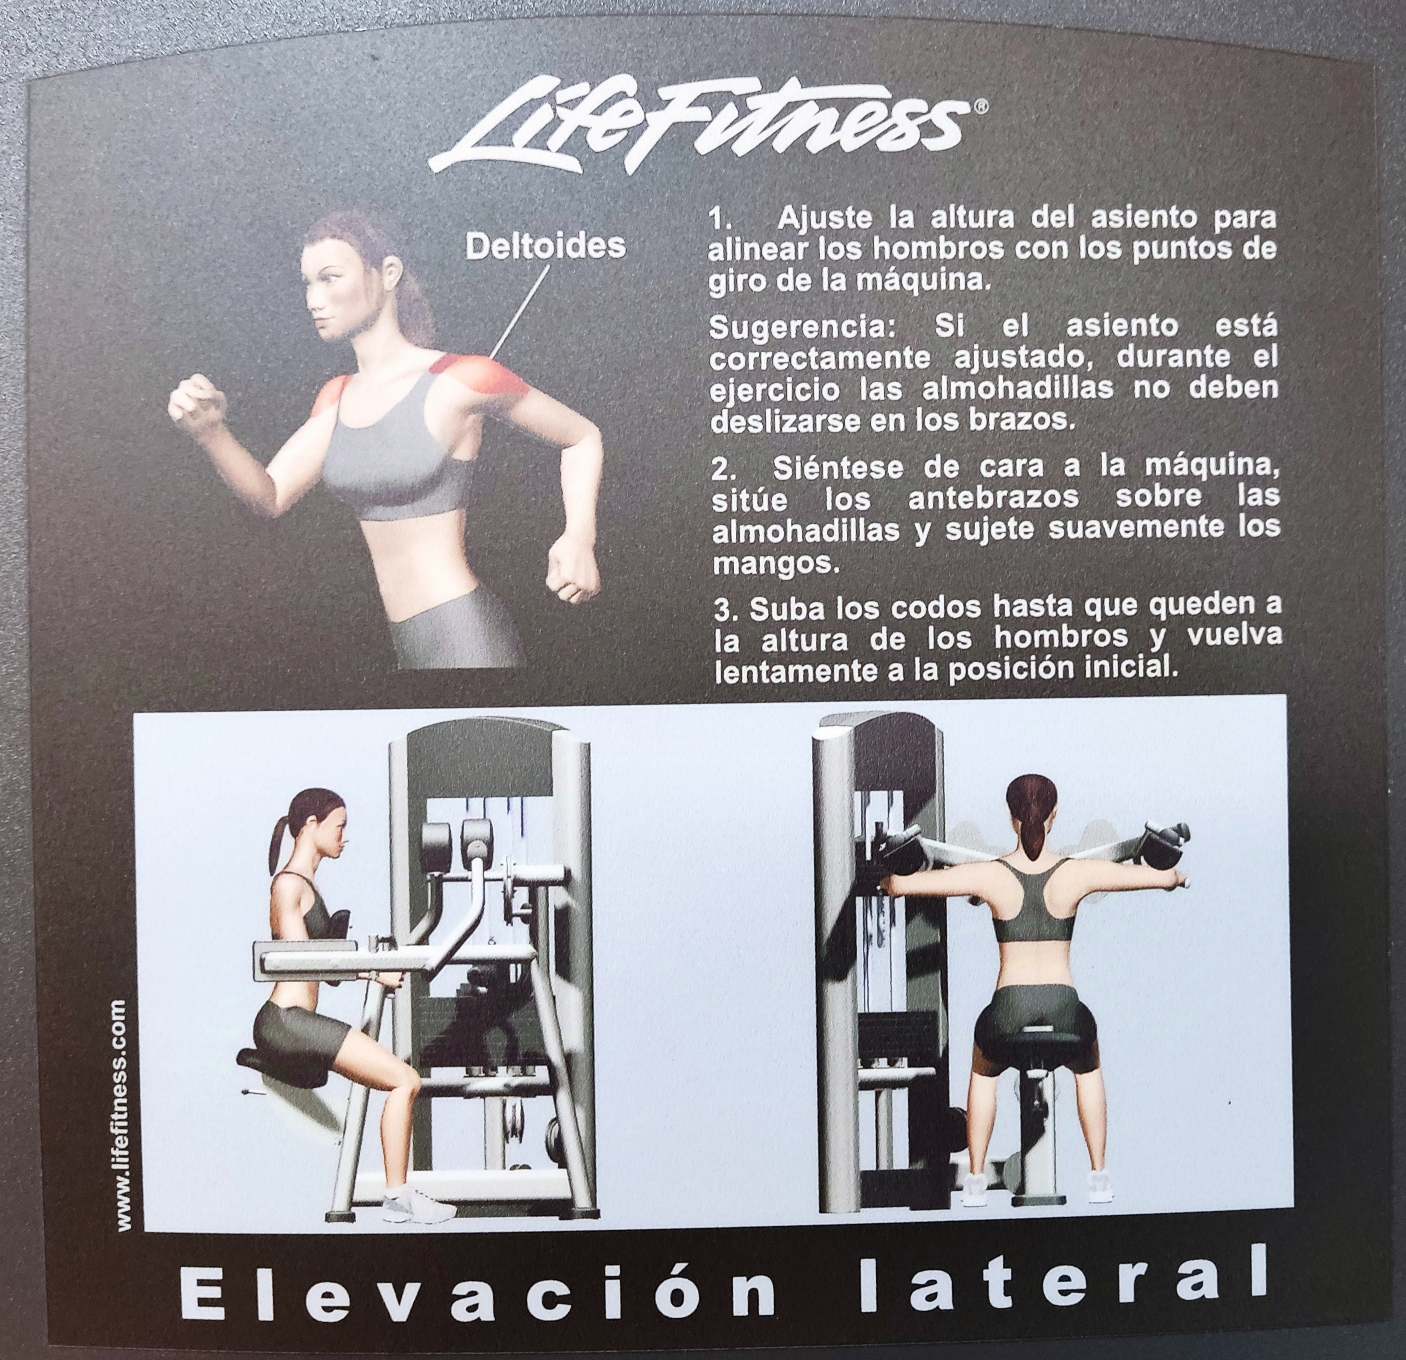 LifeFitness®
Deltoides
1. Ajuste la altura del asiento para
alinear los hombros con los puntos de
giro de la máquina.
Sugerencia: Si el asiento está
correctamente ajustado, durante el
ejercicio las almohadillas no deben
deslizarse en los brazos.
2. Siéntese de cara a la máquina,
sitúe los antebrazos sobre las
almohadillas y sujete suavemente los
mangos.
3. Suba los codos hasta que queden a
la altura de los hombros y vuelva
lentamente a la posición inicial.
www.lifefitness.com
Elevación lateral